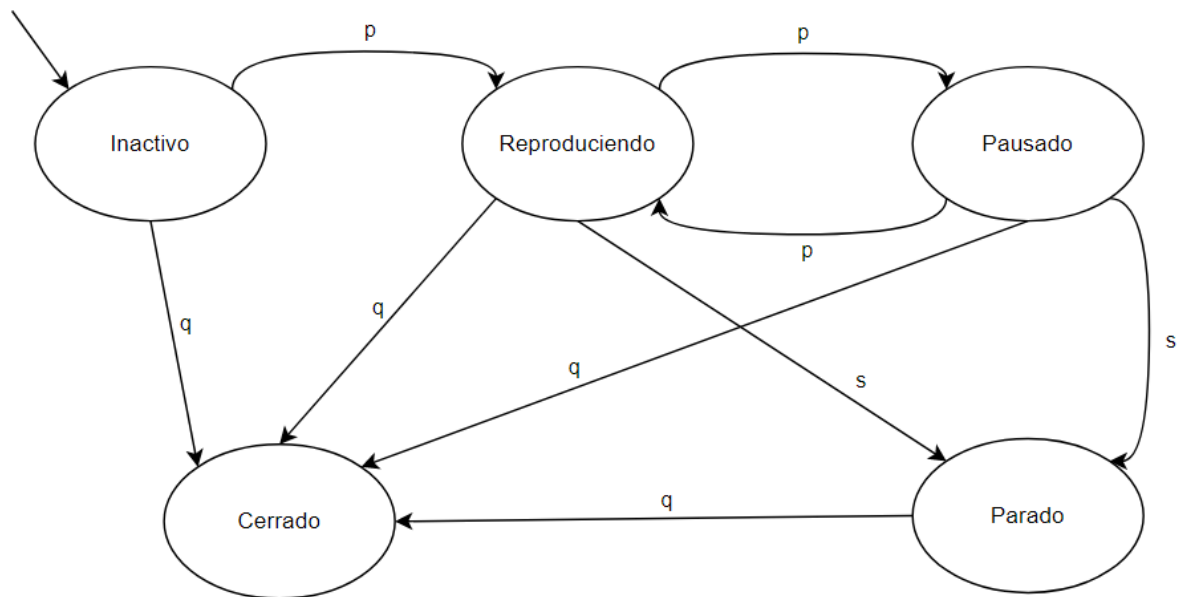 p
p
Inactivo
Reproduciendo
Pausado
p
q
q
q
s
s
q
Cerrado
Parado